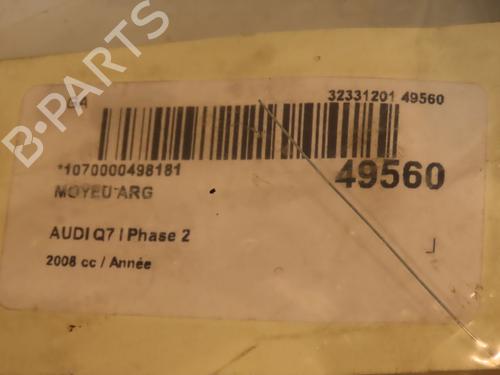 32331201 49560
B-PARTS
*1070000498181
49560
MOYEU ARG
AUDI Q7 I Phase 2
2008 cc / Année